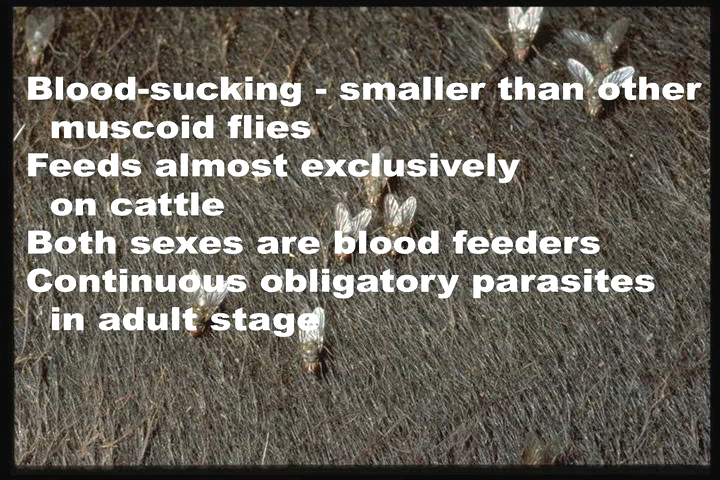 Blood-sucking - smaller than other
muscoid flies
Feeds almost exclusively
on cattle
Both sexes are blood feeders
Continuous obligatory parasites
in adult stage